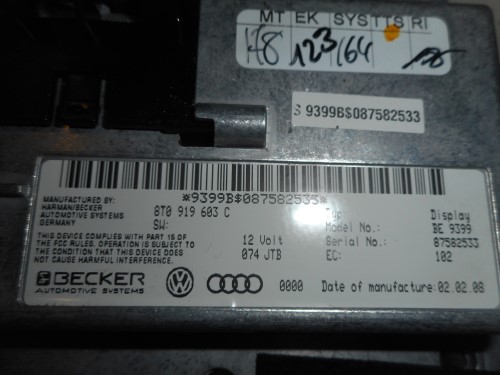 MT EK SYSTTS RI
H8 123/64
S 9399B$087582533
*9399B$087582533*
MANUFACTURED BY:
HARMAN/BECKER
AUTOMOTIVE SYSTEMS
GERMANY
8T0 919 603 C
SW:
Typ Display
Model No.: BE 9399
THIS DEVICE COMPLIES WITH PART 15 OF
THE FCC RULES. OPERATION IS SUBJECT TO
THE CONDITION THAT THIS DEVICE DOES
NOT CAUSE HARMFUL INTERFERENCE.
12 Volt
074 JTB
Serial No.: 87582533
EC: 102
BECKER
AUTOMOTIVE SYSTEMS
0000 Date of manufacture: 02.02.08